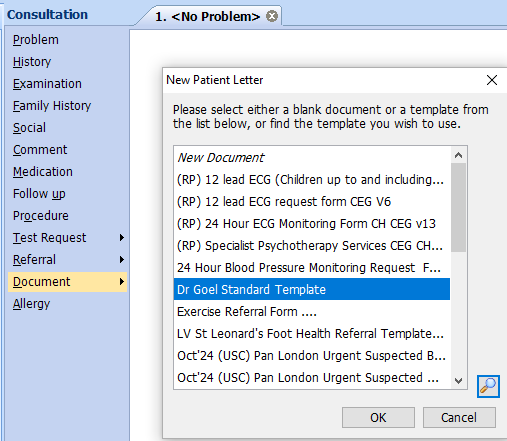 Consultation
1. <No Problem>
Problem
History
Examination
Family History
Social
Comment
Medication
Follow up
Procedure
Test Request
Referral
Document
Allergy
New Patient Letter
Please select either a blank document or a template from
the list below, or find the template you wish to use.
New Document
(RP) 12 lead ECG (Children up to and including...
(RP) 12 lead ECG request form CEG V6
(RP) 24 Hour ECG Monitoring Form CH CEG v13
(RP) Specialist Psychotherapy Services CEG CH...
24 Hour Blood Pressure Monitoring Request F...
Dr Goel Standard Template
Exercise Referral Form ....
LV St Leonard's Foot Health Referral Template...
Oct'24 (USC) Pan London Urgent Suspected B...
Oct'24 (USC) Pan London Urgent Suspected ...
OK
Cancel